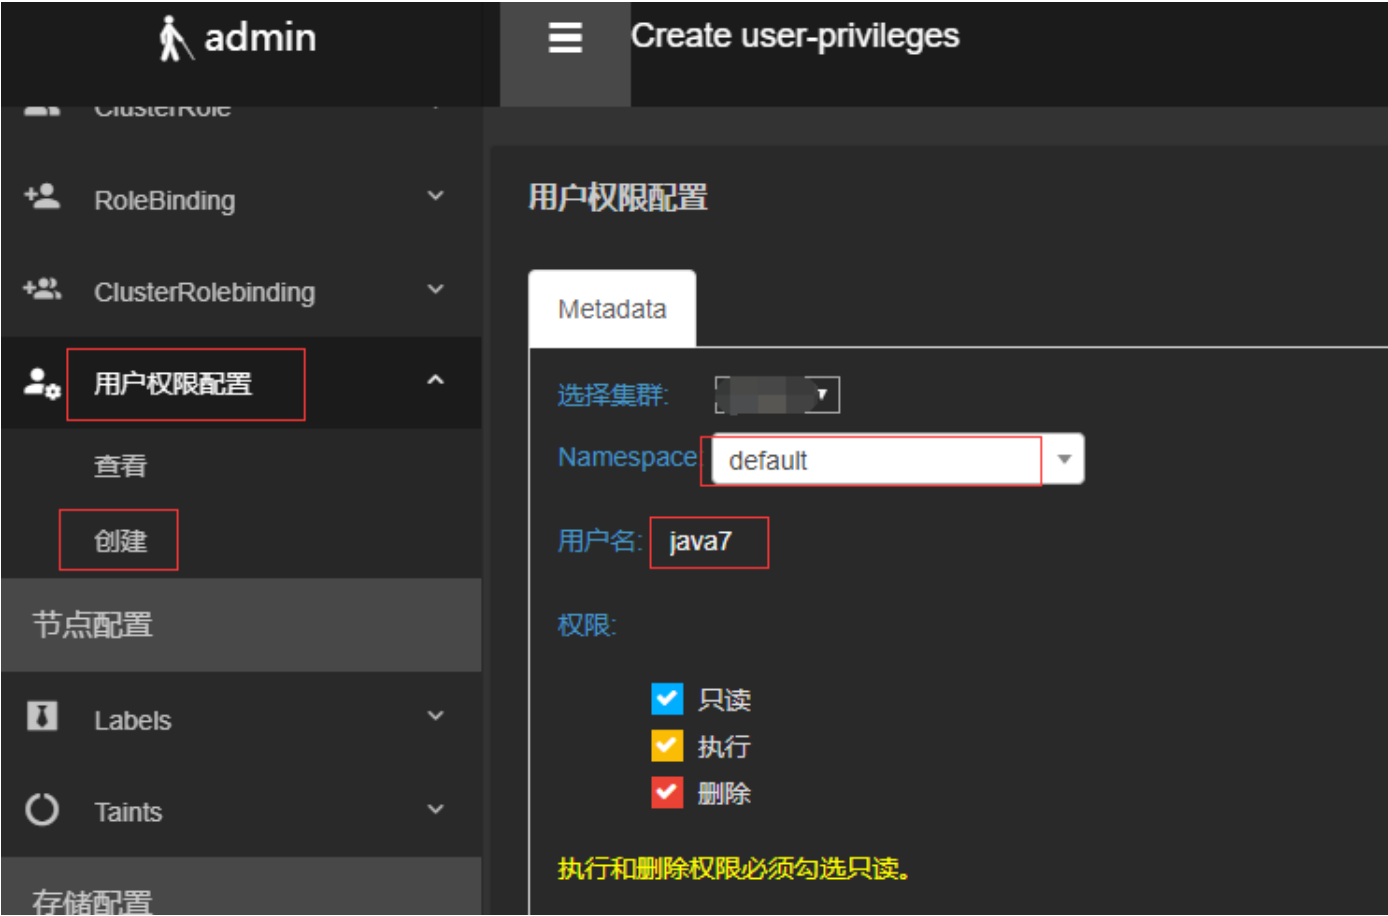 admin
Create user-privileges
ClusterRole
RoleBinding
ClusterRolebinding
用户权限配置
查看
创建
节点配置
Labels
Taints
存储配置
用户权限配置
Metadata
选择集群:
Namespace: default
用户名: java7
权限:
只读
执行
删除
执行和删除权限必须勾选只读。